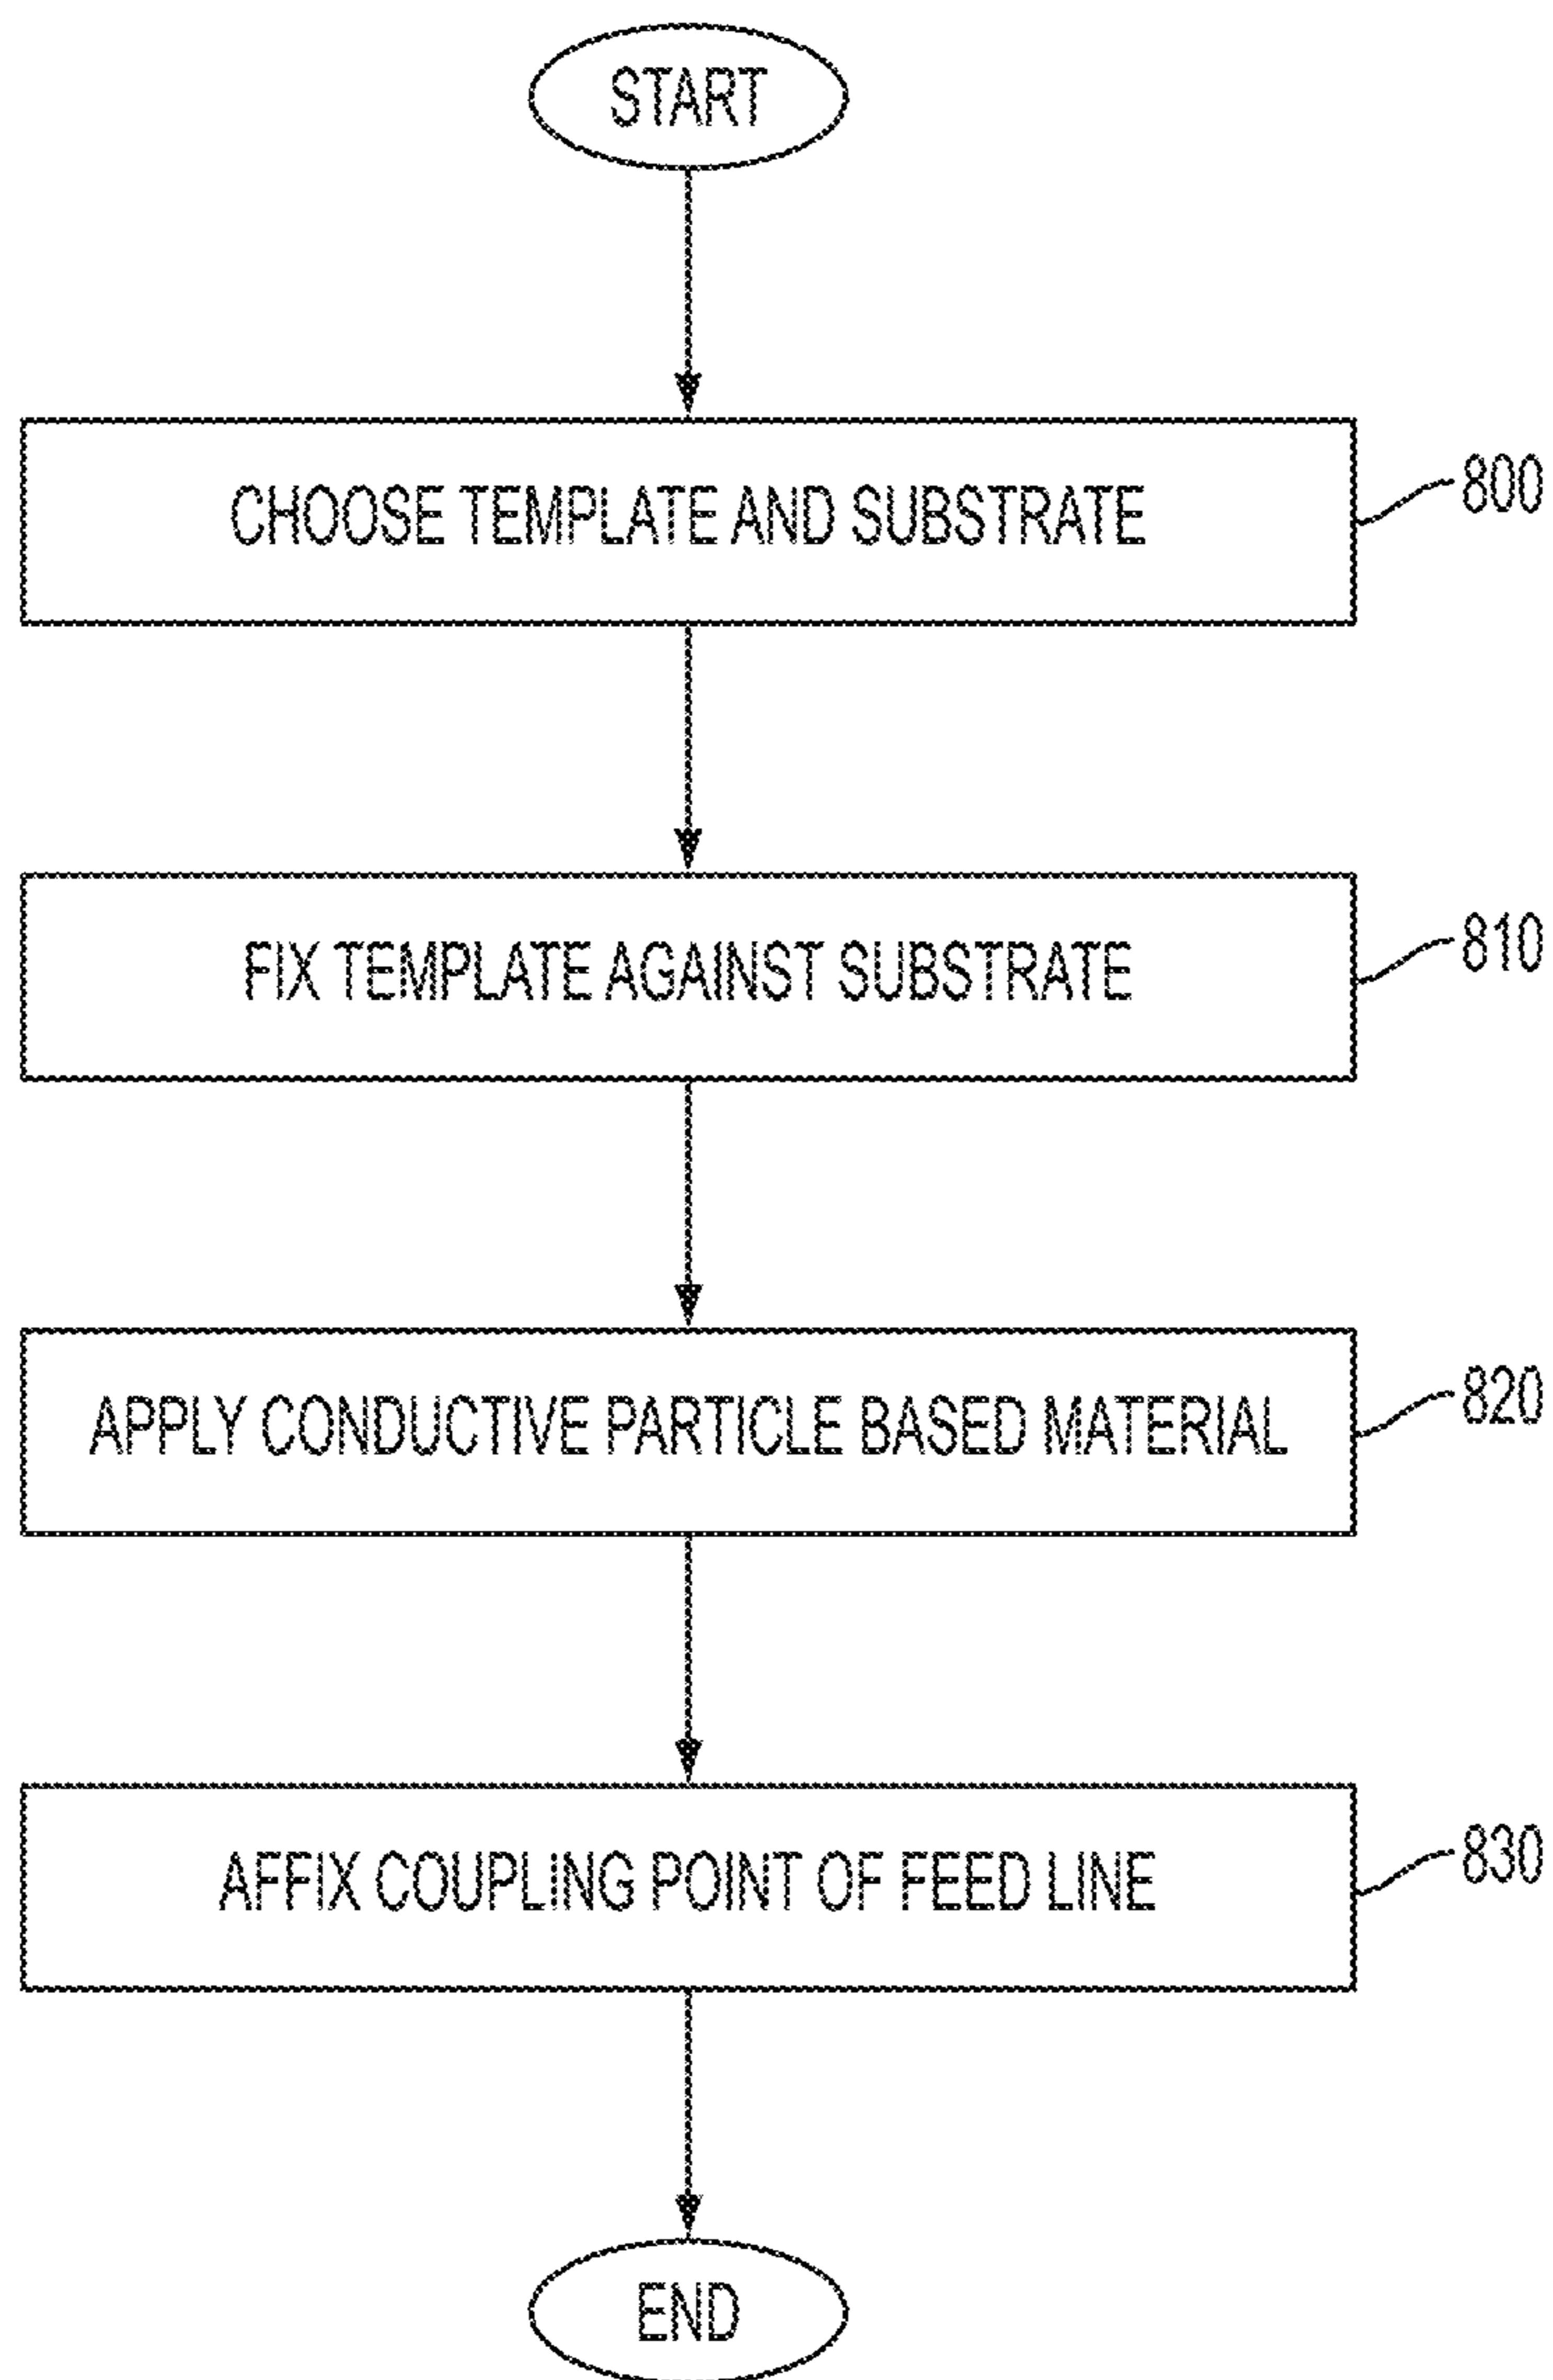 START
CHOOSE TEMPLATE AND SUBSTRATE
800
FIX TEMPLATE AGAINST SUBSTRATE
810
APPLY CONDUCTIVE PARTICLE BASED MATERIAL
820
AFFIX COUPLING POINT OF FEED LINE
830
END